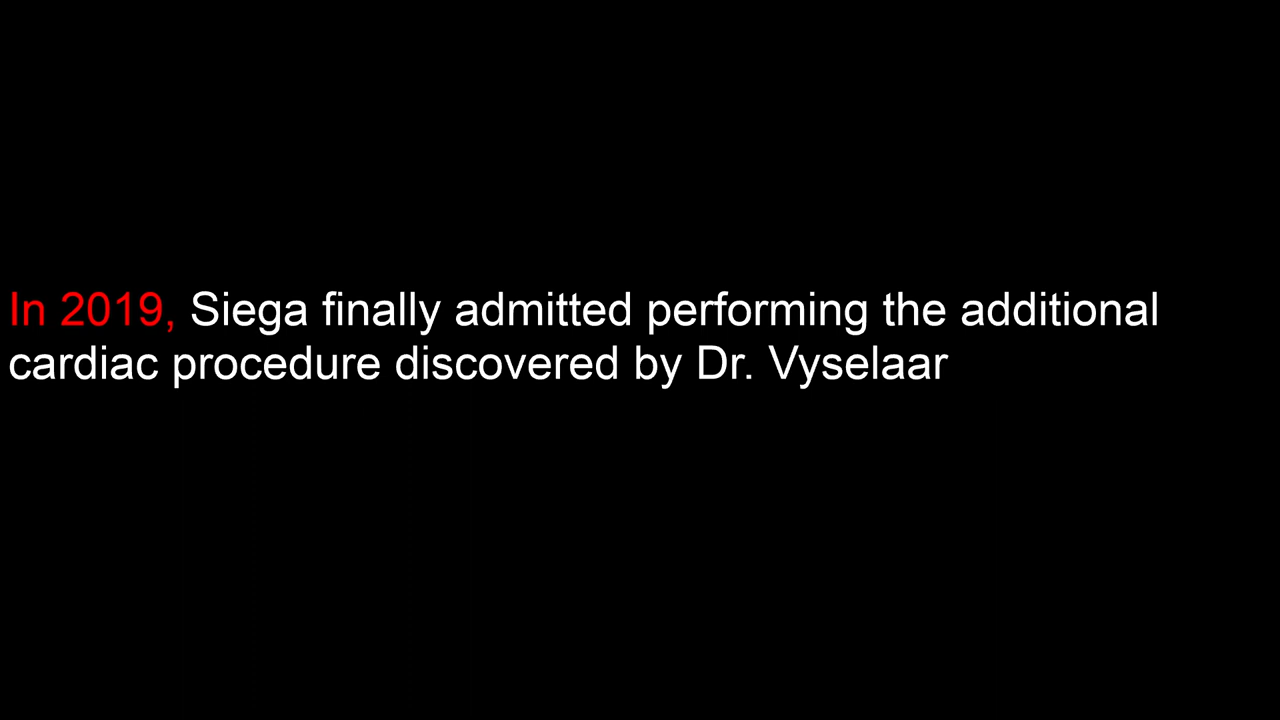 In 2019, Siega finally admitted performing the additional
cardiac procedure discovered by Dr. Vyselaar